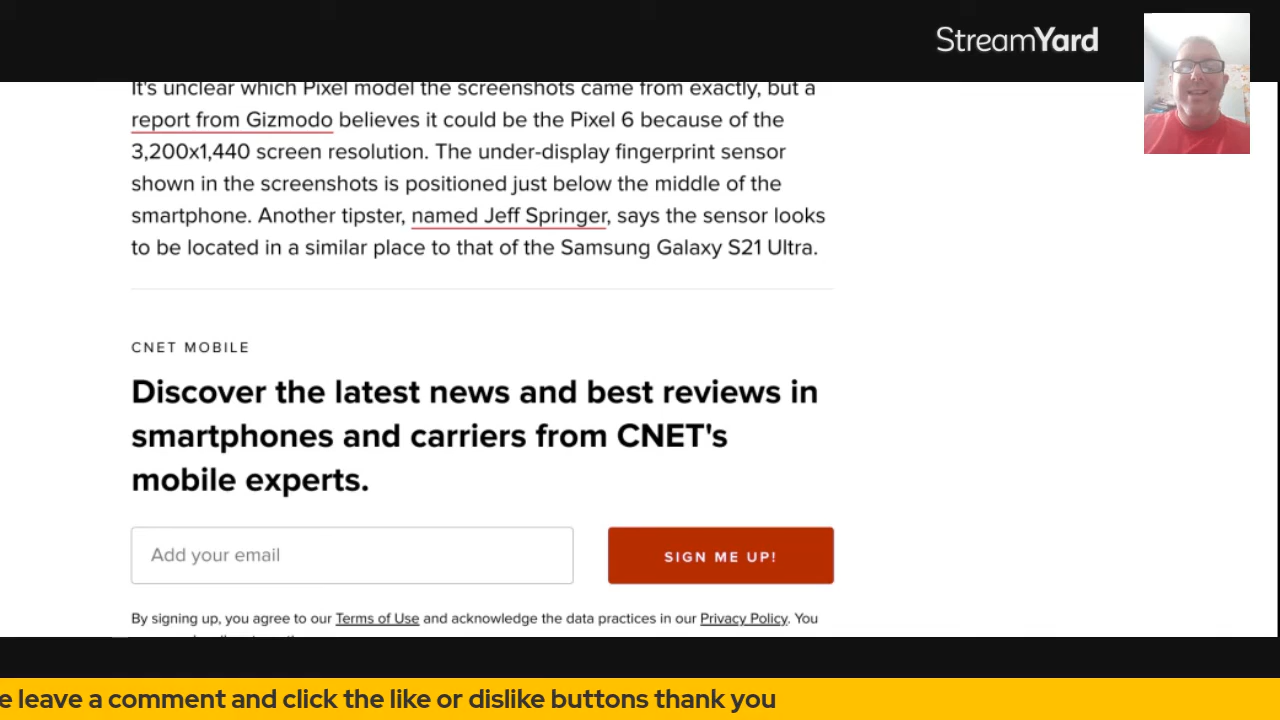 StreamYard
It's unclear which Pixel model the screenshots came from exactly, but a
report from Gizmodo believes it could be the Pixel 6 because of the
3,200x1,440 screen resolution. The under-display fingerprint sensor
shown in the screenshots is positioned just below the middle of the
smartphone. Another tipster, named Jeff Springer, says the sensor looks
to be located in a similar place to that of the Samsung Galaxy S21 Ultra.
CNET MOBILE
Discover the latest news and best reviews in
smartphones and carriers from CNET's
mobile experts.
Add your email
SIGN ME UP!
By signing up, you agree to our Terms of Use and acknowledge the data practices in our Privacy Policy. You
e leave a comment and click the like or dislike buttons thank you